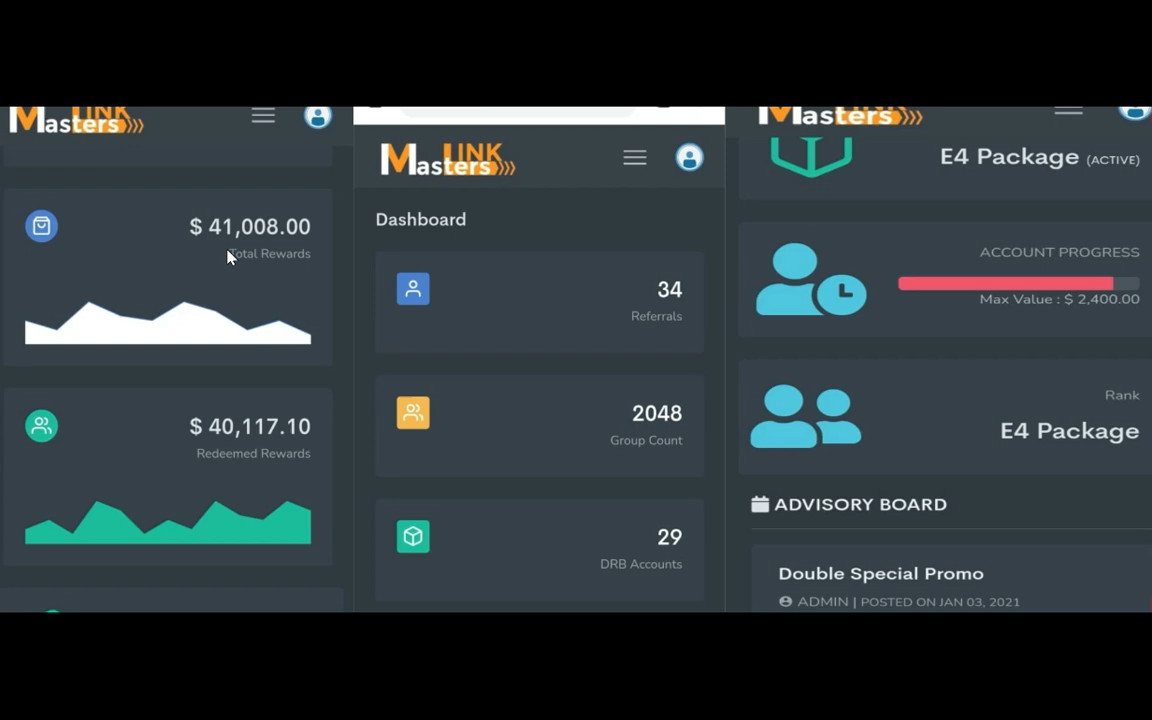 LINK
Masters
$ 41,008.00
Total Rewards
$ 40,117.10
Redeemed Rewards
LINK
Masters
Dashboard
34
Referrals
2048
Group Count
29
DRB Accounts
LINK
Masters
E4 Package (ACTIVE)
ACCOUNT PROGRESS
Max Value : $ 2,400.00
Rank
E4 Package
ADVISORY BOARD
Double Special Promo
ADMIN | POSTED ON JAN 03, 2021